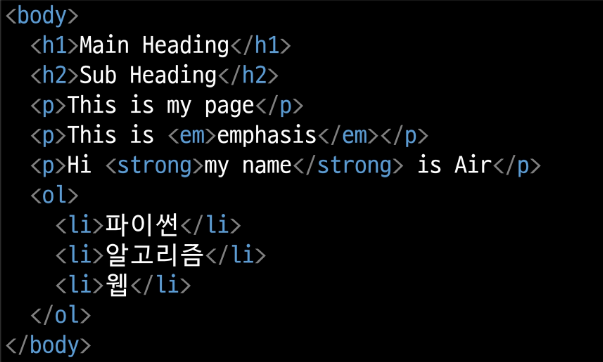 <body>
<h1>Main Heading</h1>
<h2>Sub Heading</h2>
<p>This is my page</p>
<p>This is <em>emphasis</em></p>
<p>Hi <strong>my name</strong> is Air</p>
<ol>
<li>파이썬</li>
<li>알고리즘</li>
<li>웹</li>
</ol>
</body>